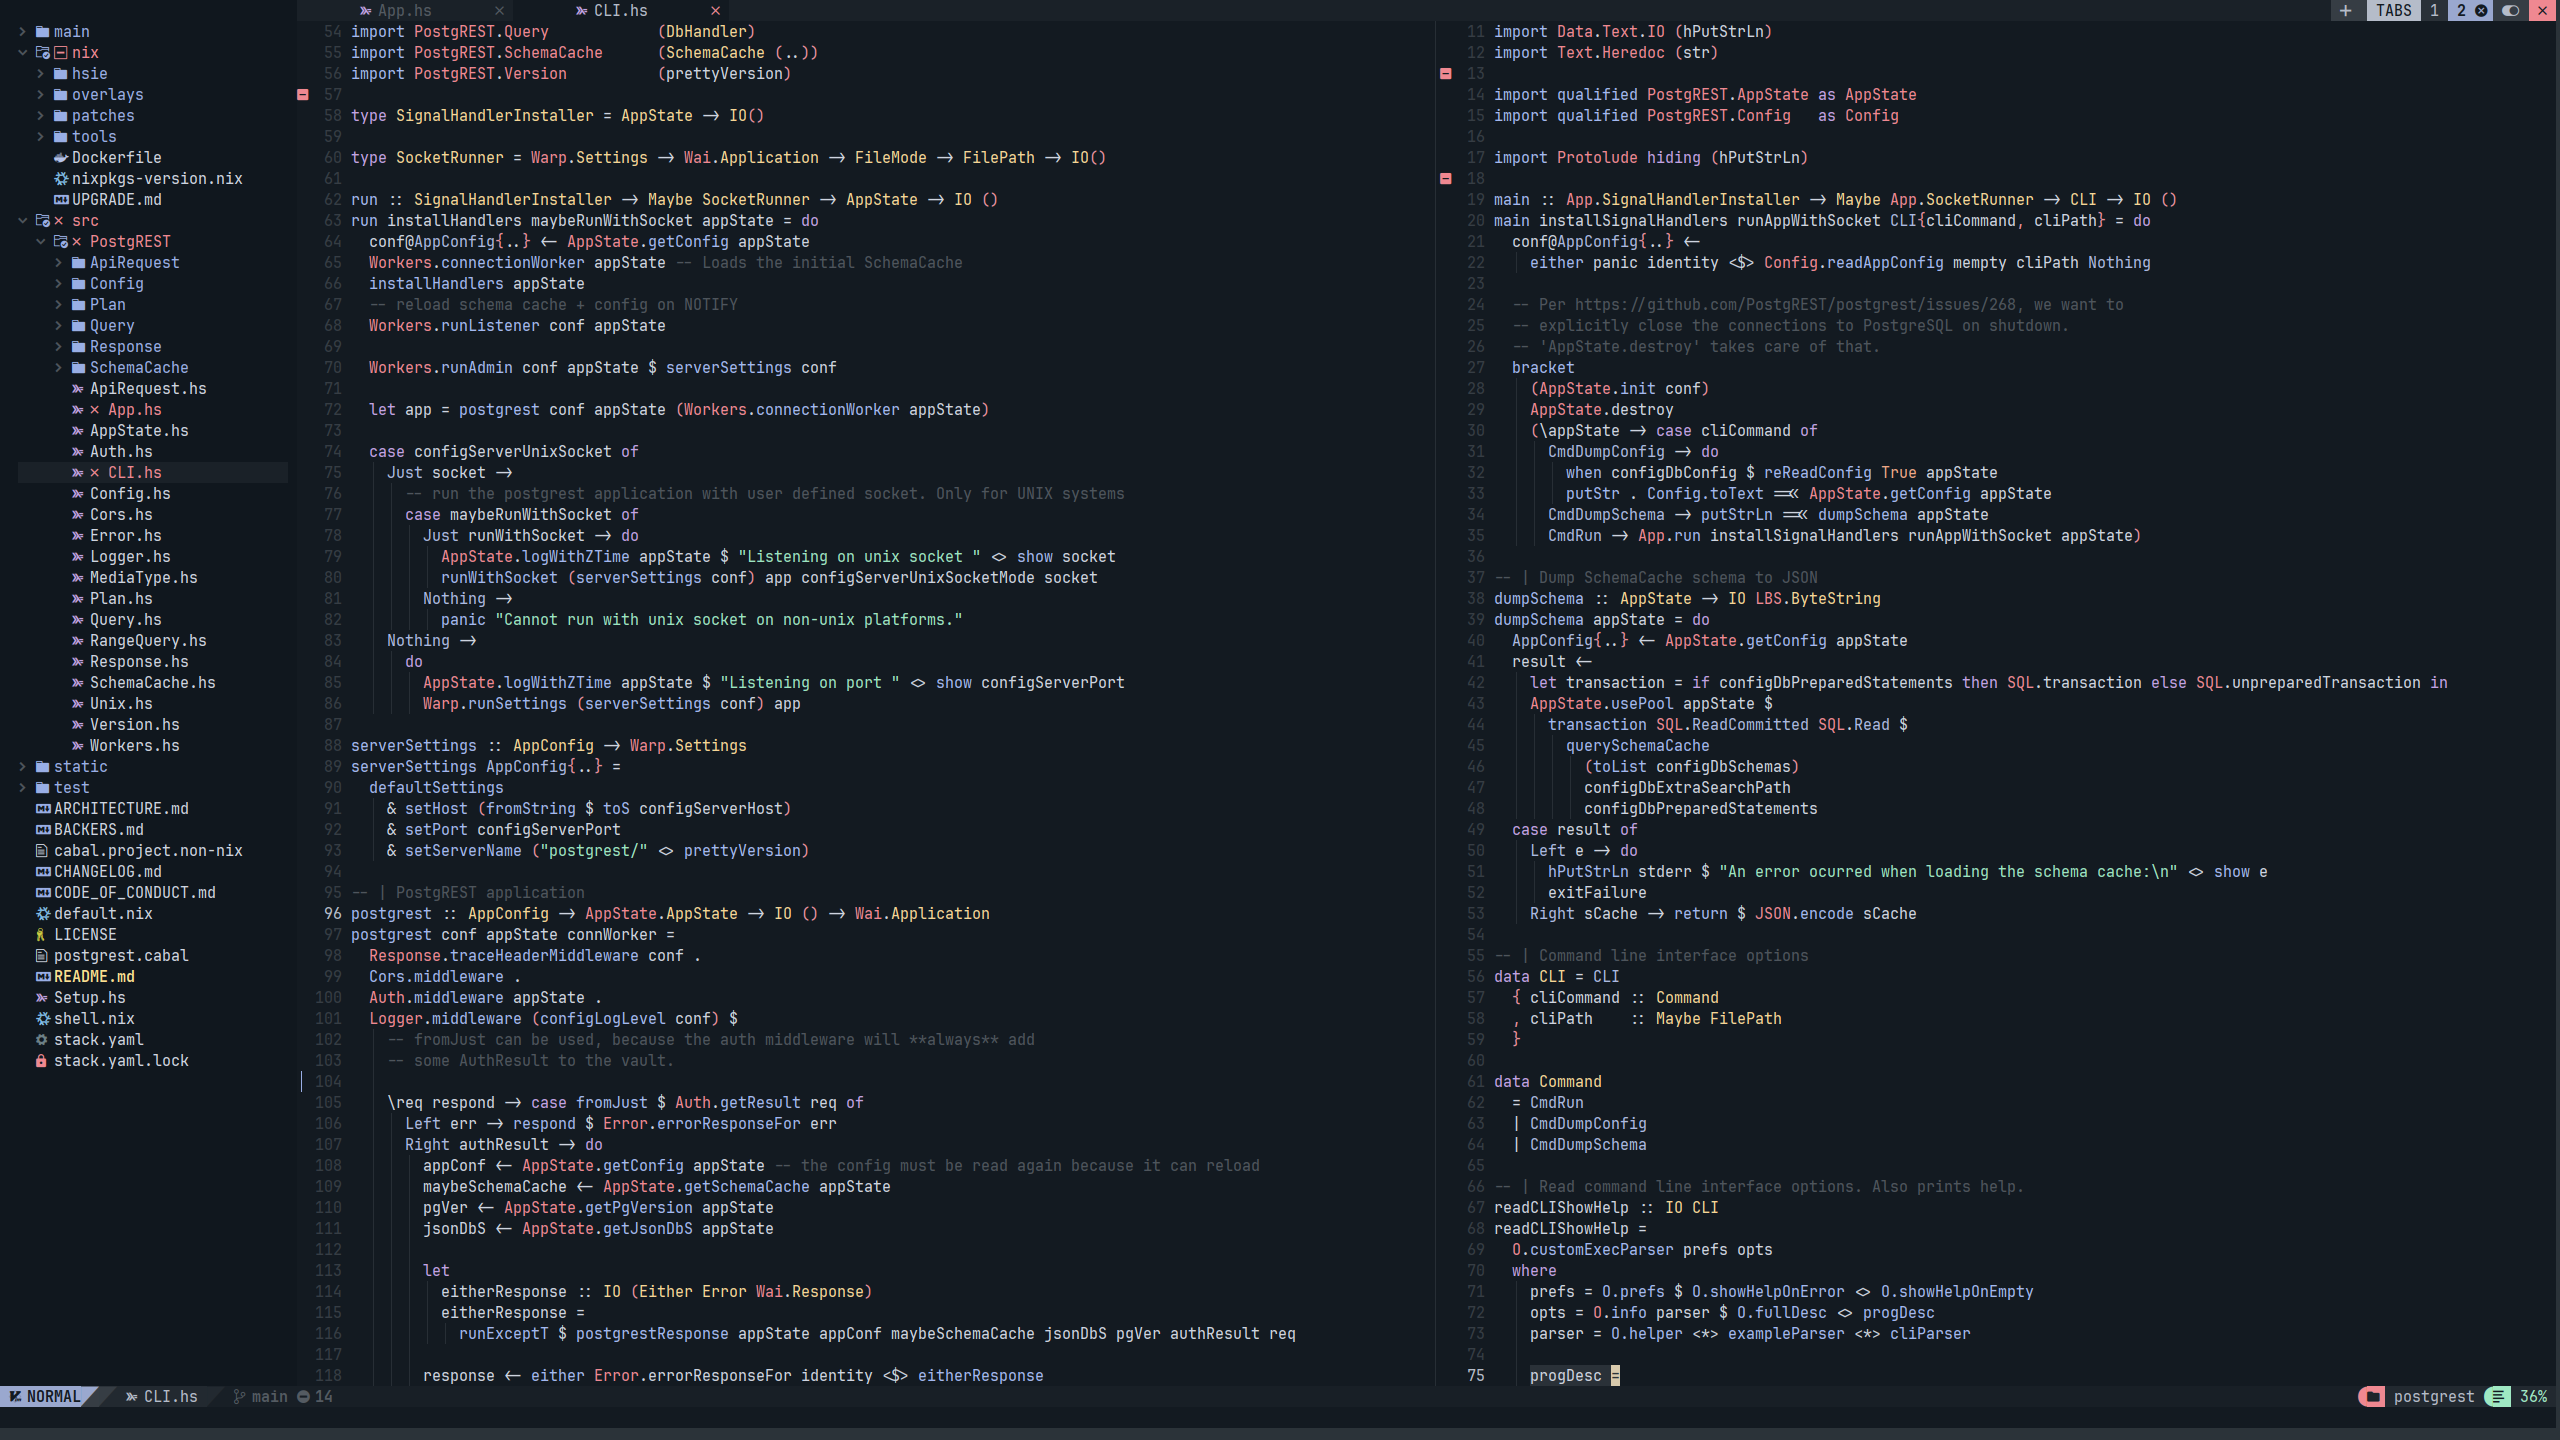 App.hs
CLI.hs
TABS 1 2
main
nix
hsie
overlays
patches
tools
Dockerfile
nixpkgs-version.nix
UPGRADE.md
src
PostgREST
ApiRequest
Config
Plan
Query
Response
SchemaCache
ApiRequest.hs
App.hs
AppState.hs
Auth.hs
CLI.hs
Config.hs
Cors.hs
Error.hs
Logger.hs
MediaType.hs
Plan.hs
Query.hs
RangeQuery.hs
Response.hs
SchemaCache.hs
Unix.hs
Version.hs
Workers.hs
static
test
ARCHITECTURE.md
BACKERS.md
cabal.project.non-nix
CHANGELOG.md
CODE_OF_CONDUCT.md
default.nix
LICENSE
postgrest.cabal
README.md
Setup.hs
shell.nix
stack.yaml
stack.yaml.lock
54 import PostgREST.Query            (DbHandler)
55 import PostgREST.SchemaCache      (SchemaCache (..))
56 import PostgREST.Version          (prettyVersion)
57
58 type SignalHandlerInstaller = AppState -> IO()
59
60 type SocketRunner = Warp.Settings -> Wai.Application -> FileMode -> FilePath -> IO()
61
62 run :: SignalHandlerInstaller -> Maybe SocketRunner -> AppState -> IO ()
63 run installHandlers maybeRunWithSocket appState = do
64   conf@AppConfig{..} <- AppState.getConfig appState
65   Workers.connectionWorker appState -- Loads the initial SchemaCache
66   installHandlers appState
67   -- reload schema cache + config on NOTIFY
68   Workers.runListener conf appState
69
70   Workers.runAdmin conf appState $ serverSettings conf
71
72   let app = postgrest conf appState (Workers.connectionWorker appState)
73
74   case configServerUnixSocket of
75     Just socket ->
76       -- run the postgrest application with user defined socket. Only for UNIX systems
77       case maybeRunWithSocket of
78         Just runWithSocket -> do
79           AppState.logWithZTime appState $ "Listening on unix socket " <> show socket
80           runWithSocket (serverSettings conf) app configServerUnixSocketMode socket
81         Nothing ->
82           panic "Cannot run with unix socket on non-unix platforms."
83     Nothing ->
84       do
85         AppState.logWithZTime appState $ "Listening on port " <> show configServerPort
86         Warp.runSettings (serverSettings conf) app
87
88 serverSettings :: AppConfig -> Warp.Settings
89 serverSettings AppConfig{..} =
90   defaultSettings
91     & setHost (fromString $ toS configServerHost)
92     & setPort configServerPort
93     & setServerName ("postgrest/" <> prettyVersion)
94
95 -- | PostgREST application
96 postgrest :: AppConfig -> AppState.AppState -> IO () -> Wai.Application
97 postgrest conf appState connWorker =
98   Response.traceHeaderMiddleware conf .
99   Cors.middleware .
100   Auth.middleware appState .
101   Logger.middleware (configLogLevel conf) $
102     -- fromJust can be used, because the auth middleware will **always** add
103     -- some AuthResult to the vault.
104
105     \req respond -> case fromJust $ Auth.getResult req of
106       Left err -> respond $ Error.errorResponseFor err
107       Right authResult -> do
108         appConf <- AppState.getConfig appState -- the config must be read again because it can reload
109         maybeSchemaCache <- AppState.getSchemaCache appState
110         pgVer <- AppState.getPgVersion appState
111         jsonDbS <- AppState.getJsonDbS appState
112
113         let
114           eitherResponse :: IO (Either Error Wai.Response)
115           eitherResponse =
116             runExceptT $ postgrestResponse appState appConf maybeSchemaCache jsonDbS pgVer authResult req
117
118         response <- either Error.errorResponseFor identity <$> eitherResponse
11 import Data.Text.IO (hPutStrLn)
12 import Text.Heredoc (str)
13
14 import qualified PostgREST.AppState as AppState
15 import qualified PostgREST.Config   as Config
16
17 import Protolude hiding (hPutStrLn)
18
19 main :: App.SignalHandlerInstaller -> Maybe App.SocketRunner -> CLI -> IO ()
20 main installSignalHandlers runAppWithSocket CLI{cliCommand, cliPath} = do
21   conf@AppConfig{..} <-
22     either panic identity <$> Config.readAppConfig mempty cliPath Nothing
23
24   -- Per https://github.com/PostgREST/postgrest/issues/268, we want to
25   -- explicitly close the connections to PostgreSQL on shutdown.
26   -- 'AppState.destroy' takes care of that.
27   bracket
28     (AppState.init conf)
29     AppState.destroy
30     (\appState -> case cliCommand of
31       CmdDumpConfig -> do
32         when configDbConfig $ reReadConfig True appState
33         putStr . Config.toText =<< AppState.getConfig appState
34       CmdDumpSchema -> putStrLn =<< dumpSchema appState
35       CmdRun -> App.run installSignalHandlers runAppWithSocket appState)
36
37 -- | Dump SchemaCache schema to JSON
38 dumpSchema :: AppState -> IO LBS.ByteString
39 dumpSchema appState = do
40   AppConfig{..} <- AppState.getConfig appState
41   result <-
42     let transaction = if configDbPreparedStatements then SQL.transaction else SQL.unpreparedTransaction in
43     AppState.usePool appState $
44       transaction SQL.ReadCommitted SQL.Read $
45         querySchemaCache
46           (toList configDbSchemas)
47           configDbExtraSearchPath
48           configDbPreparedStatements
49   case result of
50     Left e -> do
51       hPutStrLn stderr $ "An error ocurred when loading the schema cache:\n" <> show e
52       exitFailure
53     Right sCache -> return $ JSON.encode sCache
54
55 -- | Command line interface options
56 data CLI = CLI
57   { cliCommand :: Command
58   , cliPath    :: Maybe FilePath
59   }
60
61 data Command
62   = CmdRun
63   | CmdDumpConfig
64   | CmdDumpSchema
65
66 -- | Read command line interface options. Also prints help.
67 readCLIShowHelp :: IO CLI
68 readCLIShowHelp =
69   O.customExecParser prefs opts
70   where
71     prefs = O.prefs $ O.showHelpOnError <> O.showHelpOnEmpty
72     opts = O.info parser $ O.fullDesc <> progDesc
73     parser = O.helper <*> exampleParser <*> cliParser
74
75     progDesc =
NORMAL CLI.hs main 14
postgrest 36%